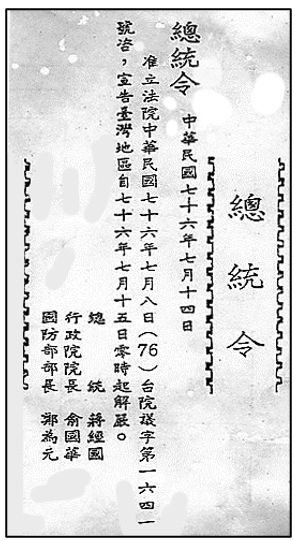 總統令
總統令 中華民國七十六年七月十四日
准立法院中華民國七十六年七月八日(76)台院議字第一六四一
號咨,宣告臺灣地區自七十六年七月十五日零時起解嚴。
總統 蔣經國
行政院院長 俞國華
國防部部長 鄭為元